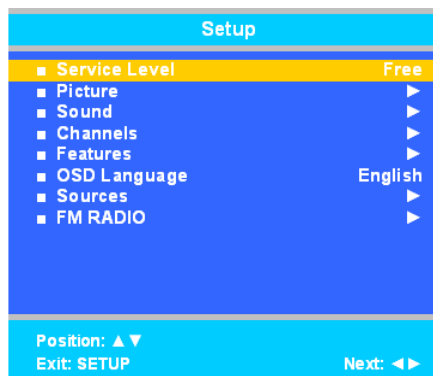 Setup
■ Service Level Free
■ Picture ►
■ Sound ►
■ Channels ►
■ Features ►
■ OSD Language English
■ Sources ►
■ FM RADIO ►
Position: ▲▼
Exit: SETUP Next: ◄►